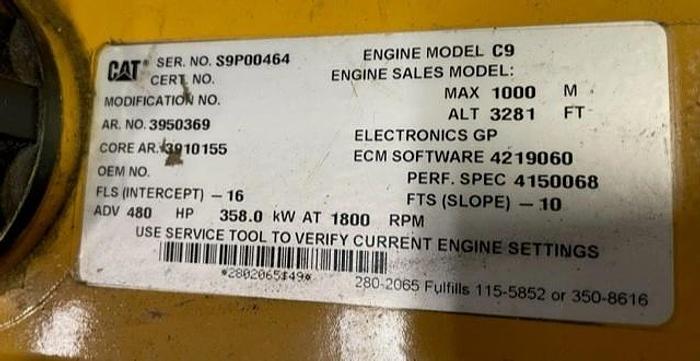 CAT SER. NO. S9P00464 ENGINE MODEL C9
CERT. NO. ENGINE SALES MODEL:
MODIFICATION NO. MAX 1000 M
ALT 3281 FT
AR. NO. 3950369 ELECTRONICS GP
CORE AR. 3910155 ECM SOFTWARE 4219060
OEM NO. PERF. SPEC 4150068
FLS (INTERCEPT) – 16 FTS (SLOPE) – 10
ADV 480 HP 358.0 kW AT 1800 RPM
USE SERVICE TOOL TO VERIFY CURRENT ENGINE SETTINGS
*2802065$49*
280-2065 Fulfills 115-5852 or 350-8616